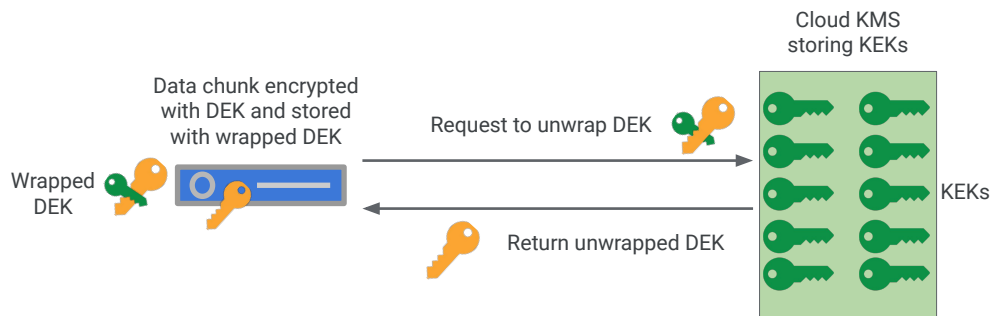 Cloud KMS
storing KEKs
Data chunk encrypted
with DEK and stored
with wrapped DEK
Request to unwrap DEK
Wrapped
DEK
KEKs
Return unwrapped DEK